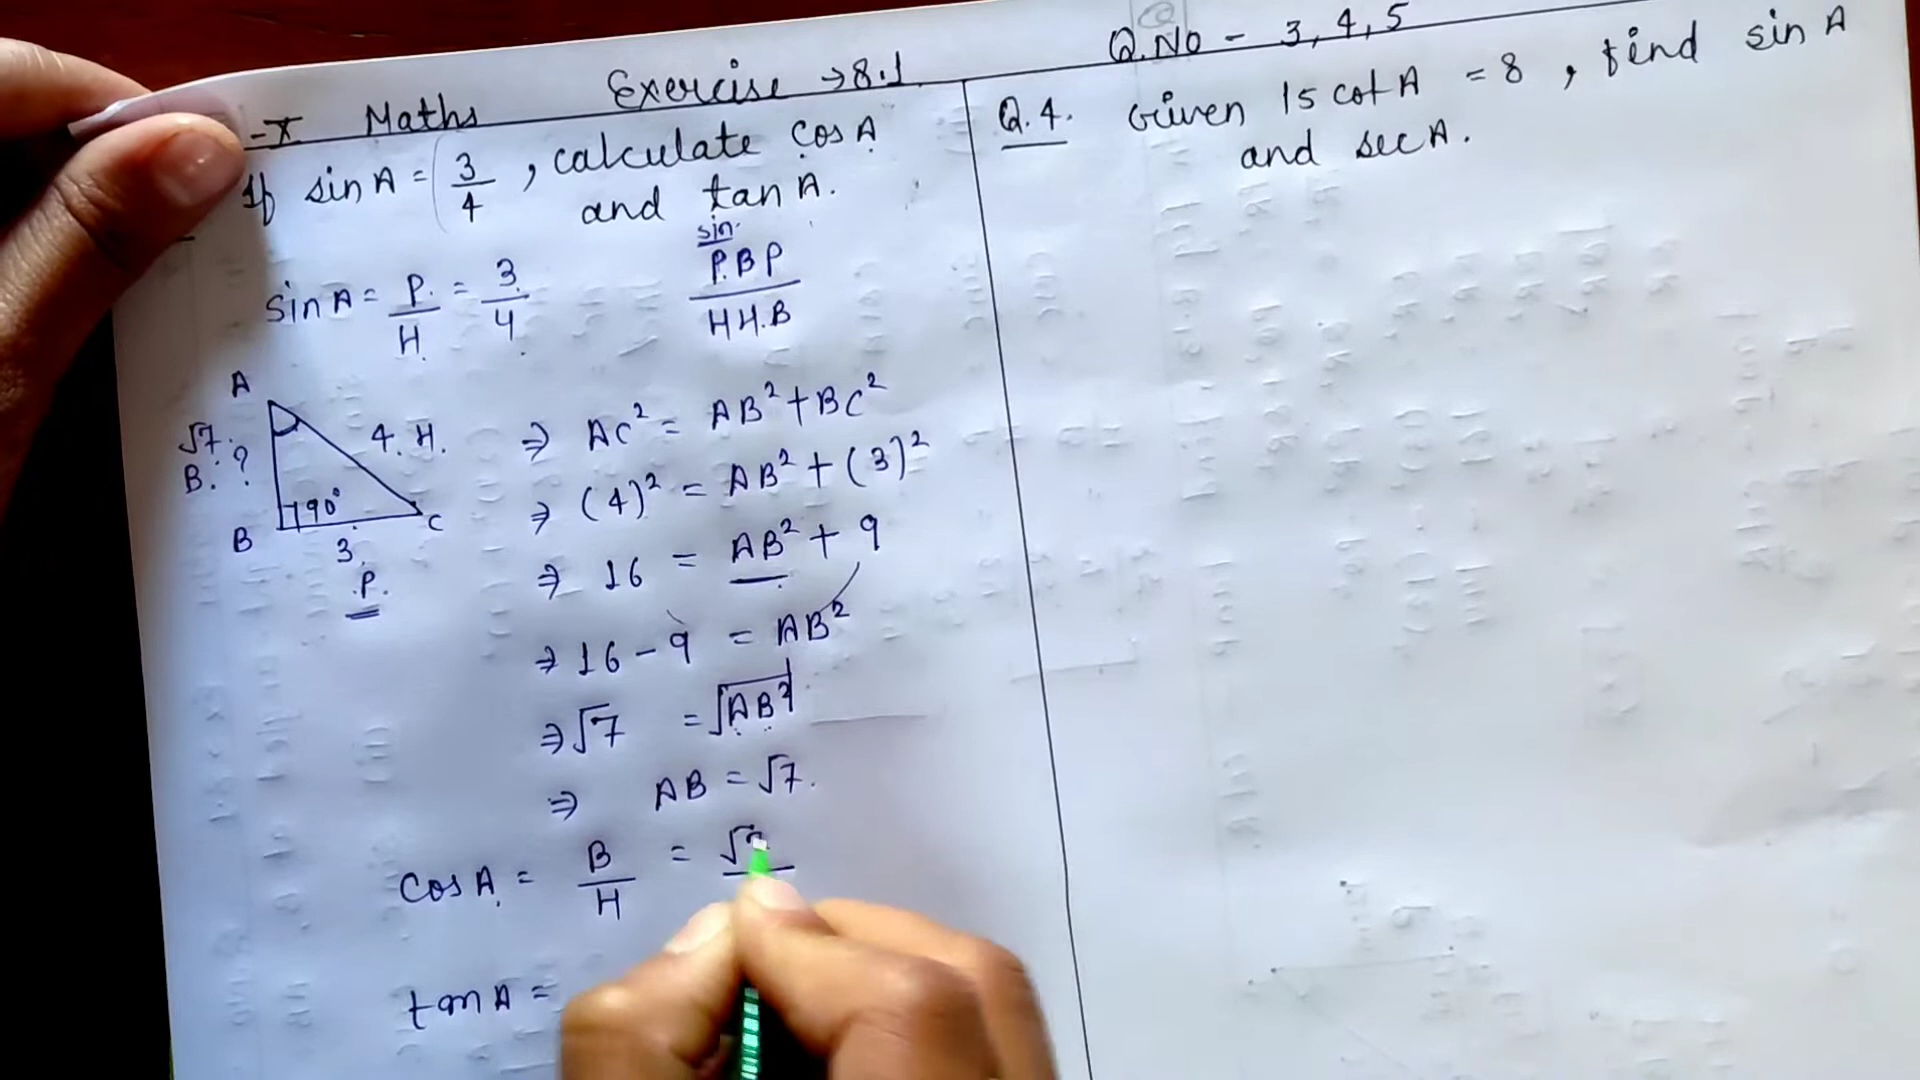 -X Maths Exercise → 8.1 Q.No - 3, 4, 5
If sin A = 3/4, calculate cos A
and tan A.
sin A = P/H = 3/4
sin
P.BP
HH.B
A
√7
B. ?
4. H.
90°
B
C
3
P.
⇒ AC² = AB² + BC²
⇒ (4)² = AB² + (3)²
⇒ 16 = AB² + 9
⇒ 16 - 9 = AB²
⇒ √7 = √AB²
⇒ AB = √7.
cos A = B/H = √
tan A =
Q.4. Given 15 cot A = 8, find sin A
and sec A.